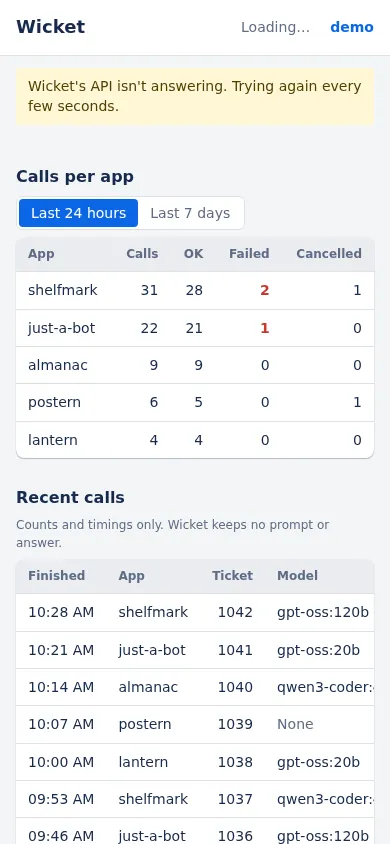 Wicket Loading... demo
Wicket's API isn't answering. Trying again every
few seconds.
Calls per app
Last 24 hours Last 7 days
App Calls OK Failed Cancelled
shelfmark 31 28 2 1
just-a-bot 22 21 1 0
almanac 9 9 0 0
postern 6 5 0 1
lantern 4 4 0 0
Recent calls
Counts and timings only. Wicket keeps no prompt or
answer.
Finished App Ticket Model
10:28 AM shelfmark 1042 gpt-oss:120b
10:21 AM just-a-bot 1041 gpt-oss:20b
10:14 AM almanac 1040 qwen3-coder:
10:07 AM postern 1039 None
10:00 AM lantern 1038 gpt-oss:20b
09:53 AM shelfmark 1037 qwen3-coder:
09:46 AM just-a-bot 1036 gpt-oss:120b